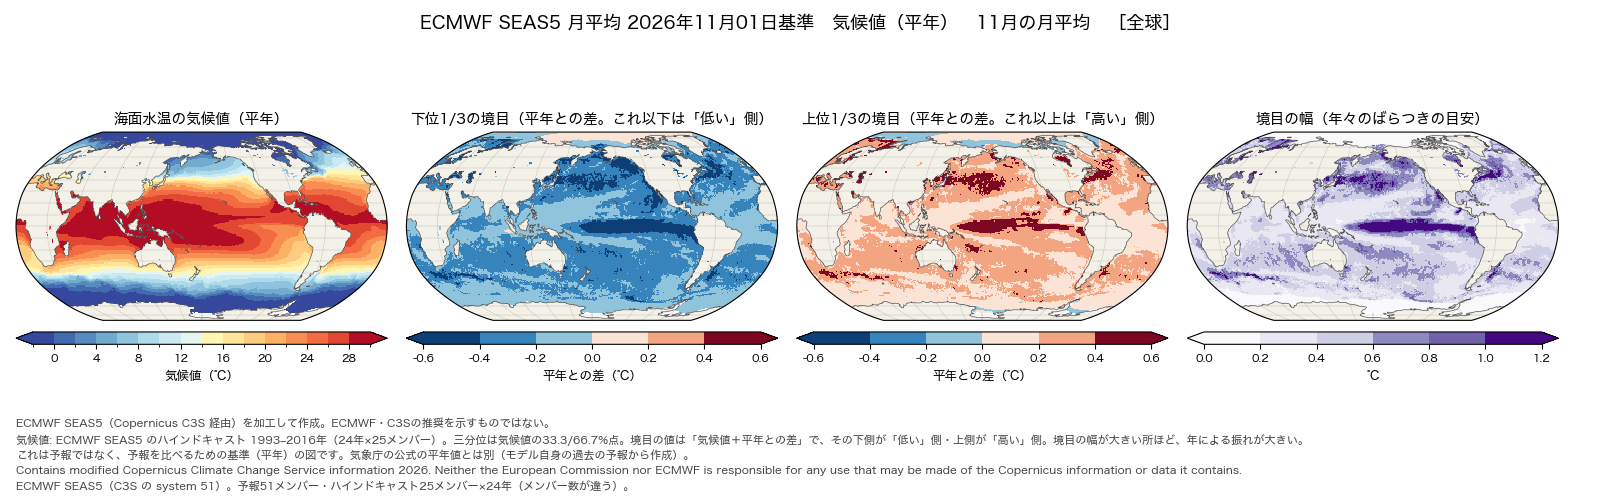 ECMWF SEAS5 月平均 2026年11月01日基準　気候値（平年）　11月の月平均　［全球］
海面水温の気候値（平年）
下位1/3の境目（平年との差。これ以下は「低い」側）
上位1/3の境目（平年との差。これ以上は「高い」側）
境目の幅（年々のばらつきの目安）
0 4 8 12 16 20 24 28
-0.6 -0.4 -0.2 0.0 0.2 0.4 0.6
-0.6 -0.4 -0.2 0.0 0.2 0.4 0.6
0.0 0.2 0.4 0.6 0.8 1.0 1.2
気候値（℃）
平年との差（℃）
平年との差（℃）
℃
ECMWF SEAS5（Copernicus C3S 経由）を加工して作成。ECMWF・C3Sの推奨を示すものではない。
気候値: ECMWF SEAS5 のハインドキャスト 1993–2016年（24年×25メンバー）。三分位は気候値の33.3/66.7%点。境目の値は「気候値＋平年との差」で、その下側が「低い」側・上側が「高い」側。境目の幅が大きい所ほど、年による振れが大きい。
これは予報ではなく、予報を比べるための基準（平年）の図です。気象庁の公式の平年値とは別（モデル自身の過去の予報から作成）。
Contains modified Copernicus Climate Change Service information 2026. Neither the European Commission nor ECMWF is responsible for any use that may be made of the Copernicus information or data it contains.
ECMWF SEAS5（C3S の system 51）。予報51メンバー・ハインドキャスト25メンバー×24年（メンバー数が違う）。